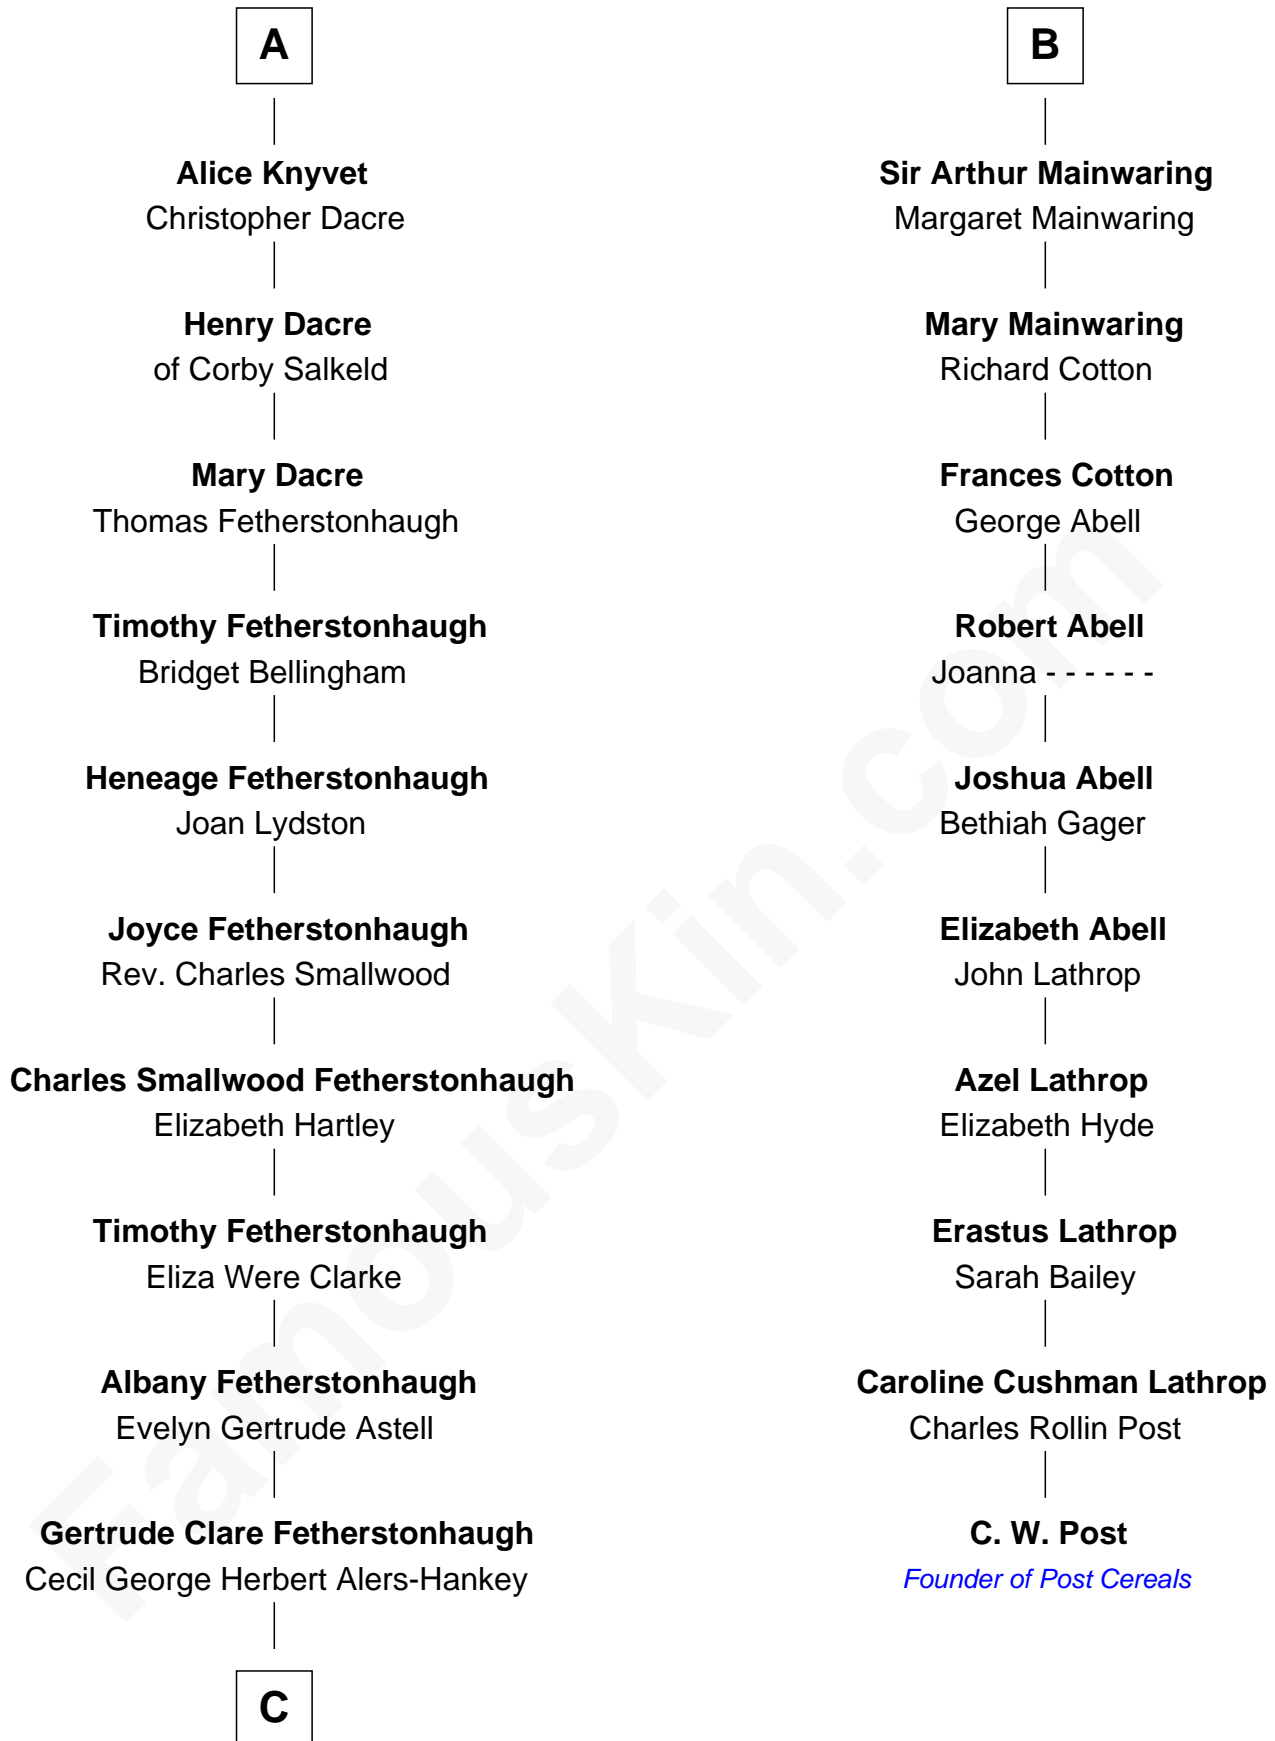 A
Alice Knyvet
Christopher Dacre
Henry Dacre
of Corby Salkeld
Mary Dacre
Thomas Fetherstonhaugh
Timothy Fetherstonhaugh
Bridget Bellingham
Heneage Fetherstonhaugh
Joan Lydston
Joyce Fetherstonhaugh
Rev. Charles Smallwood
Charles Smallwood Fetherstonhaugh
Elizabeth Hartley
Timothy Fetherstonhaugh
Eliza Were Clarke
Albany Fetherstonhaugh
Evelyn Gertrude Astell
Gertrude Clare Fetherstonhaugh
Cecil George Herbert Alers-Hankey
C
B
Sir Arthur Mainwaring
Margaret Mainwaring
Mary Mainwaring
Richard Cotton
Frances Cotton
George Abell
Robert Abell
Joanna - - - - - -
Joshua Abell
Bethiah Gager
Elizabeth Abell
John Lathrop
Azel Lathrop
Elizabeth Hyde
Erastus Lathrop
Sarah Bailey
Caroline Cushman Lathrop
Charles Rollin Post
C. W. Post
Founder of Post Cereals
FamousKin.com